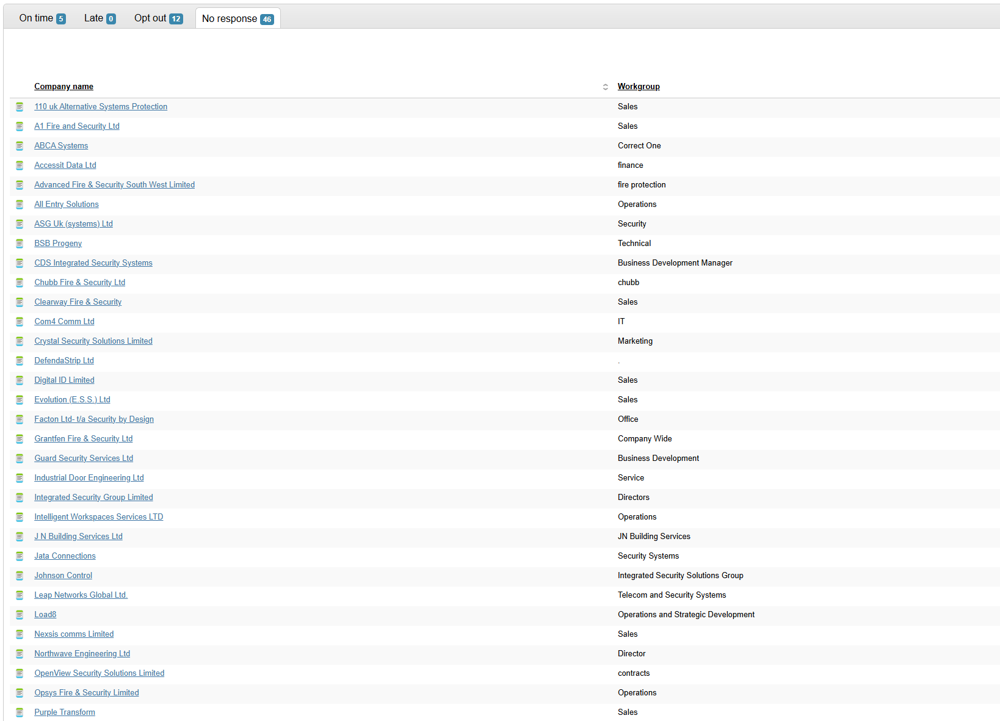 On time 5 Late 0 Opt out 12 No response 46
Company name Workgroup
110 uk Alternative Systems Protection Sales
A1 Fire and Security Ltd Sales
ABCA Systems Correct One
Accessit Data Ltd finance
Advanced Fire & Security South West Limited fire protection
All Entry Solutions Operations
ASG Uk (systems) Ltd Security
BSB Progeny Technical
CDS Integrated Security Systems Business Development Manager
Chubb Fire & Security Ltd chubb
Clearway Fire & Security Sales
Com4 Comm Ltd IT
Crystal Security Solutions Limited Marketing
DefendaStrip Ltd .
Digital ID Limited Sales
Evolution (E.S.S.) Ltd Sales
Facton Ltd- t/a Security by Design Office
Grantfen Fire & Security Ltd Company Wide
Guard Security Services Ltd Business Development
Industrial Door Engineering Ltd Service
Integrated Security Group Limited Directors
Intelligent Workspaces Services LTD Operations
J N Building Services Ltd JN Building Services
Jata Connections Security Systems
Johnson Control Integrated Security Solutions Group
Leap Networks Global Ltd. Telecom and Security Systems
Load8 Operations and Strategic Development
Nexsis comms Limited Sales
Northwave Engineering Ltd Director
OpenView Security Solutions Limited contracts
Opsys Fire & Security Limited Operations
Purple Transform Sales